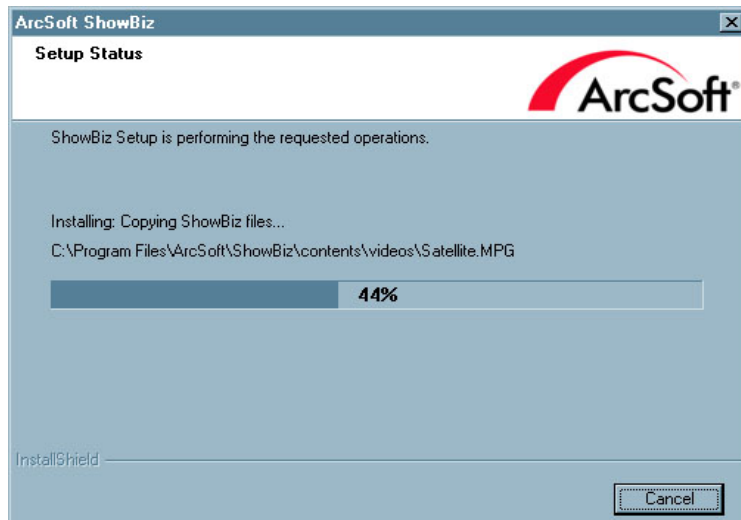 ArcSoft ShowBiz
Setup Status
ArcSoft®
ShowBiz Setup is performing the requested operations.
Installing: Copying ShowBiz files...
C:\Program Files\ArcSoft\ShowBiz\contents\videos\Satellite.MPG
44%
InstallShield
Cancel